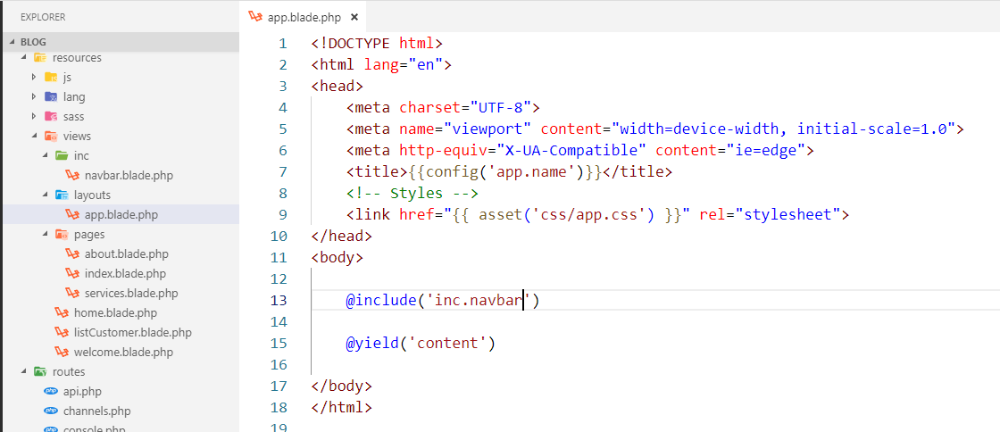 EXPLORER
BLOG
resources
js
lang
sass
views
inc
navbar.blade.php
layouts
app.blade.php
pages
about.blade.php
index.blade.php
services.blade.php
home.blade.php
listCustomer.blade.php
welcome.blade.php
routes
php api.php
php channels.php
php console.php
app.blade.php ×
1 <!DOCTYPE html>
2 <html lang="en">
3 <head>
4 <meta charset="UTF-8">
5 <meta name="viewport" content="width=device-width, initial-scale=1.0">
6 <meta http-equiv="X-UA-Compatible" content="ie=edge">
7 <title>{{config('app.name')}}</title>
8 <!-- Styles -->
9 <link href="{{ asset('css/app.css') }}" rel="stylesheet">
10 </head>
11 <body>
12
13 @include('inc.navbar')
14
15 @yield('content')
16
17 </body>
18 </html>
19